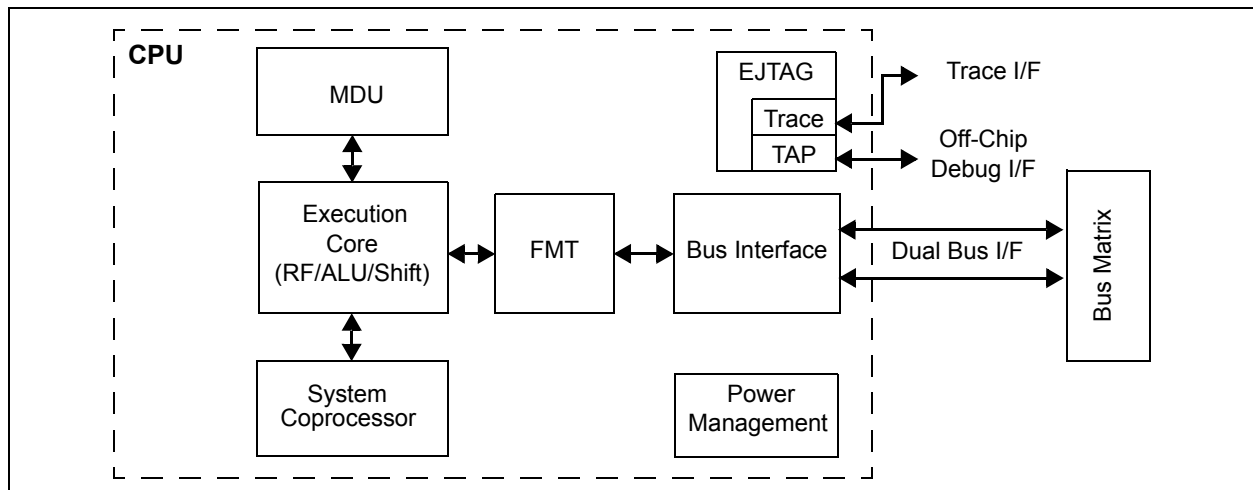 CPU
MDU
EJTAG
Trace
TAP
Trace I/F
Off-Chip
Debug I/F
Execution
Core
(RF/ALU/Shift)
FMT
Bus Interface
Dual Bus I/F
Bus Matrix
System
Coprocessor
Power
Management